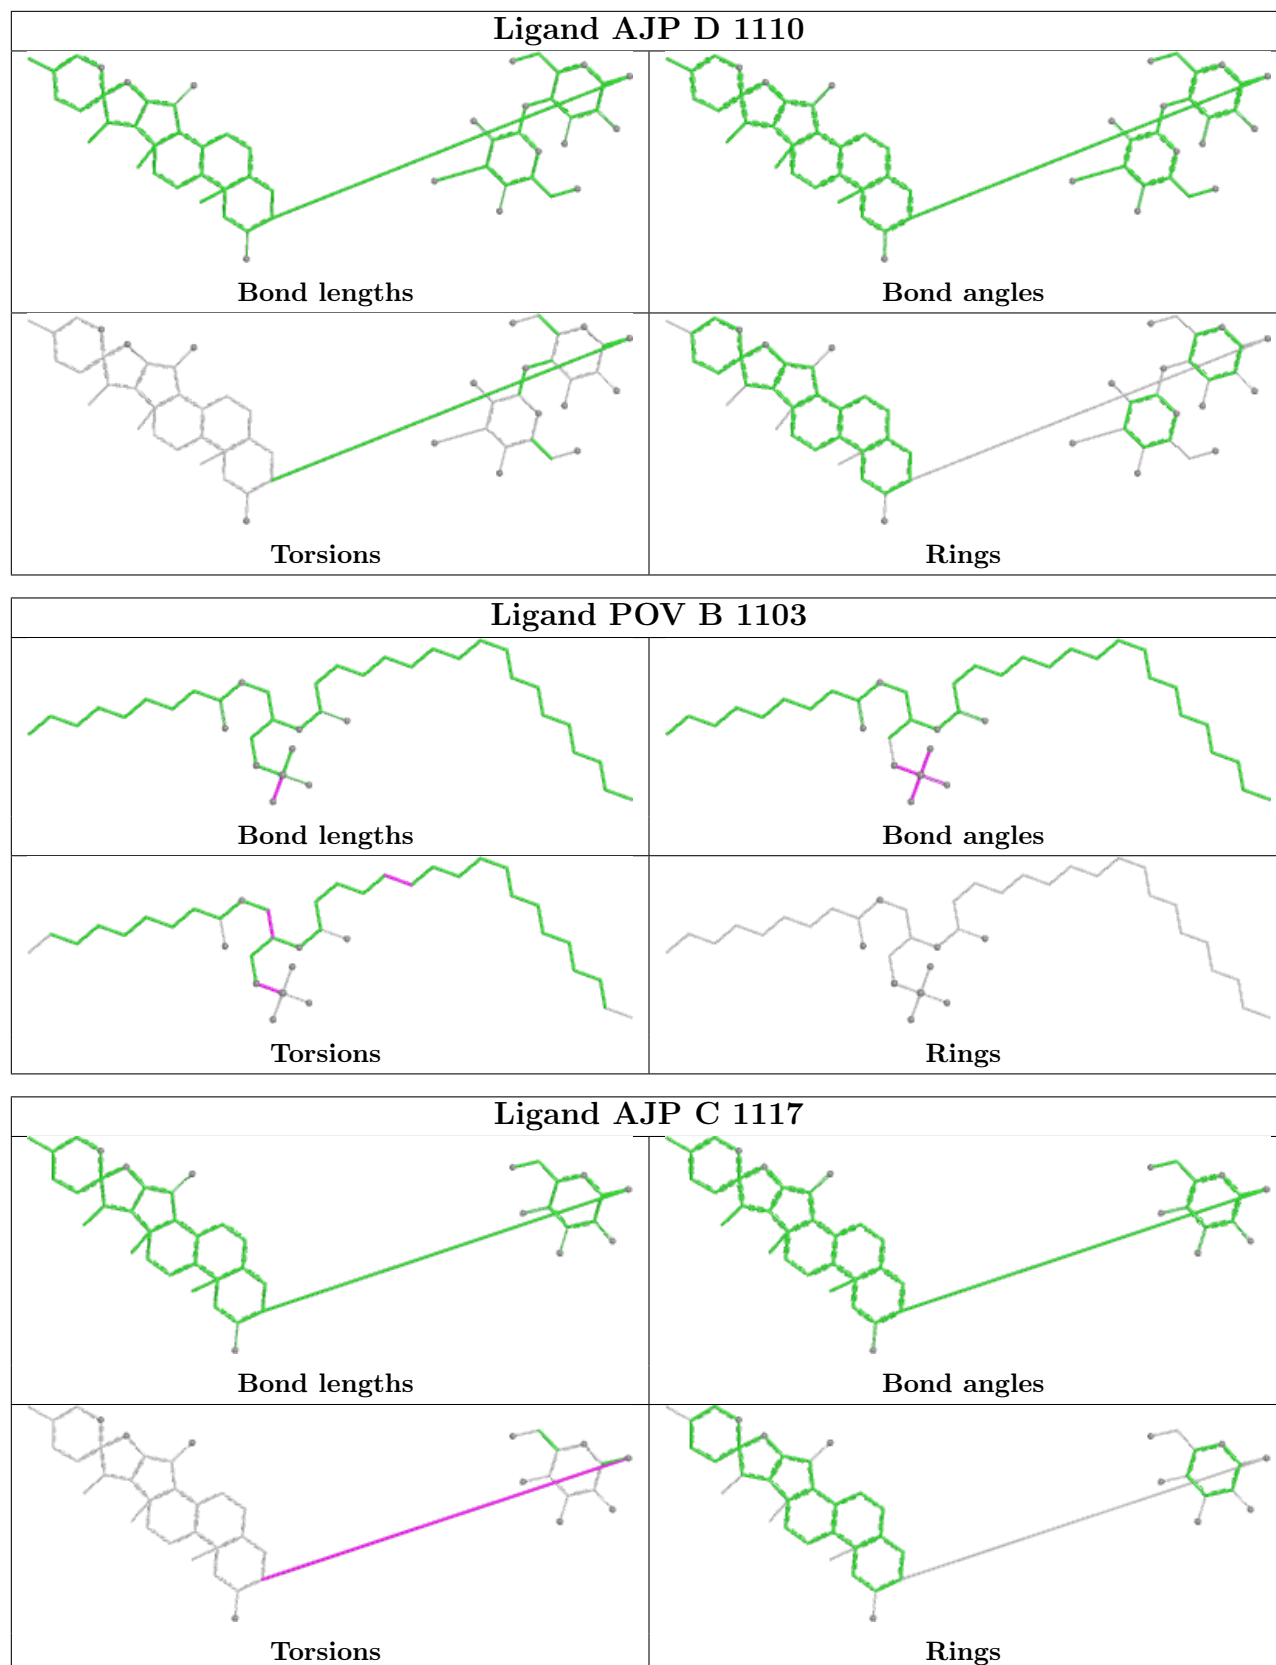 Ligand AJP D 1110
Bond lengths
Bond angles
Torsions
Rings
Ligand POV B 1103
Bond lengths
Bond angles
Torsions
Rings
Ligand AJP C 1117
Bond lengths
Bond angles
Torsions
Rings